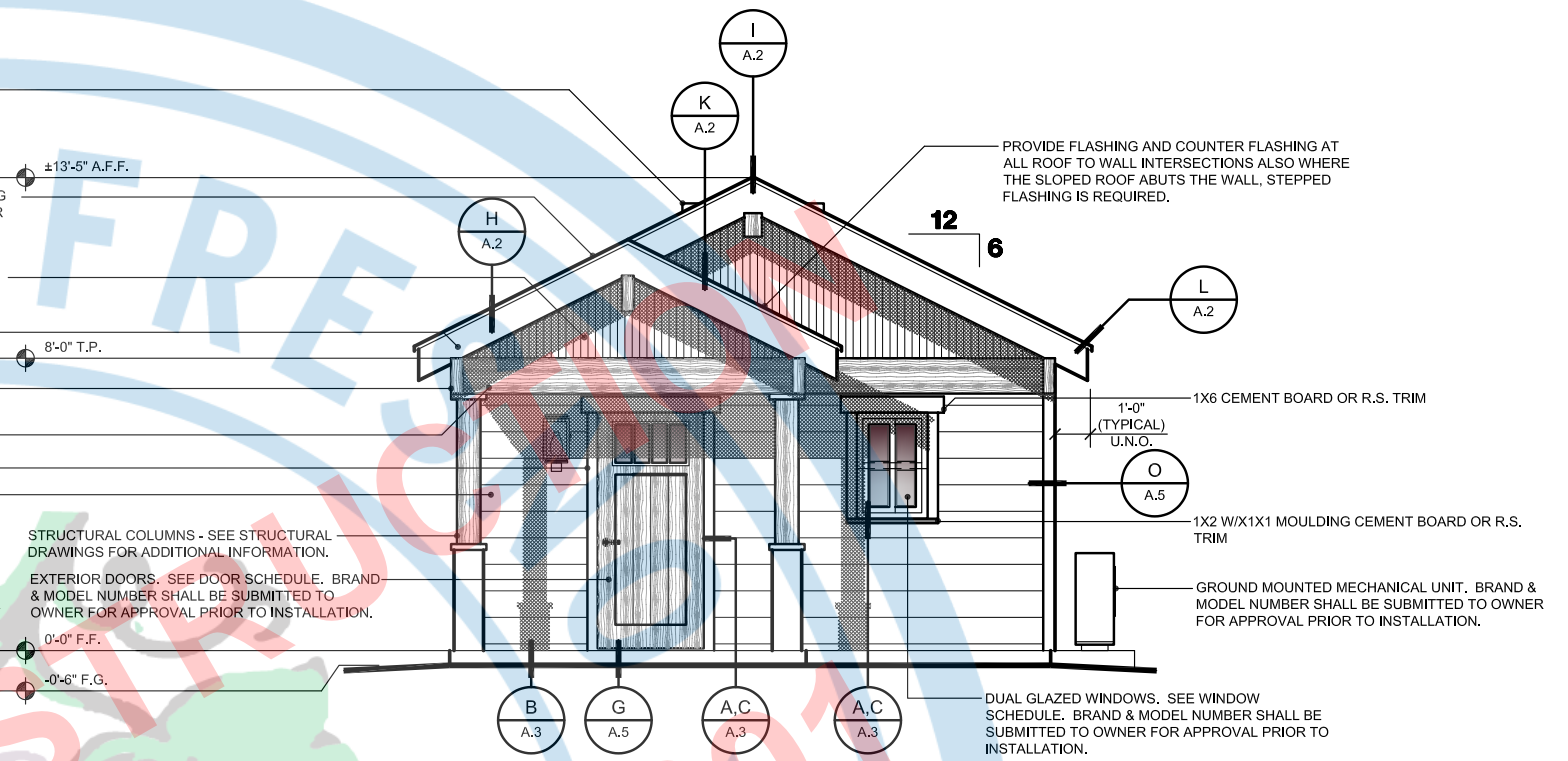 I
A.2
K
A.2
PROVIDE FLASHING AND COUNTER FLASHING AT
ALL ROOF TO WALL INTERSECTIONS ALSO WHERE
THE SLOPED ROOF ABUTS THE WALL, STEPPED
FLASHING IS REQUIRED.
±13'-5" A.F.F.
G
R
H
A.2
12
6
L
A.2
8'-0" T.P.
1X6 CEMENT BOARD OR R.S. TRIM
1'-0"
(TYPICAL)
U.N.O.
O
A.5
1X2 W/X1X1 MOULDING CEMENT BOARD OR R.S.
TRIM
STRUCTURAL COLUMNS - SEE STRUCTURAL
DRAWINGS FOR ADDITIONAL INFORMATION.
EXTERIOR DOORS. SEE DOOR SCHEDULE. BRAND
& MODEL NUMBER SHALL BE SUBMITTED TO
OWNER FOR APPROVAL PRIOR TO INSTALLATION.
GROUND MOUNTED MECHANICAL UNIT. BRAND &
MODEL NUMBER SHALL BE SUBMITTED TO OWNER
FOR APPROVAL PRIOR TO INSTALLATION.
0'-0" F.F.
-0'-6" F.G.
B
A.3
G
A.5
A,C
A.3
A,C
A.3
DUAL GLAZED WINDOWS. SEE WINDOW
SCHEDULE. BRAND & MODEL NUMBER SHALL BE
SUBMITTED TO OWNER FOR APPROVAL PRIOR TO
INSTALLATION.
FRESNO
STRUCTION